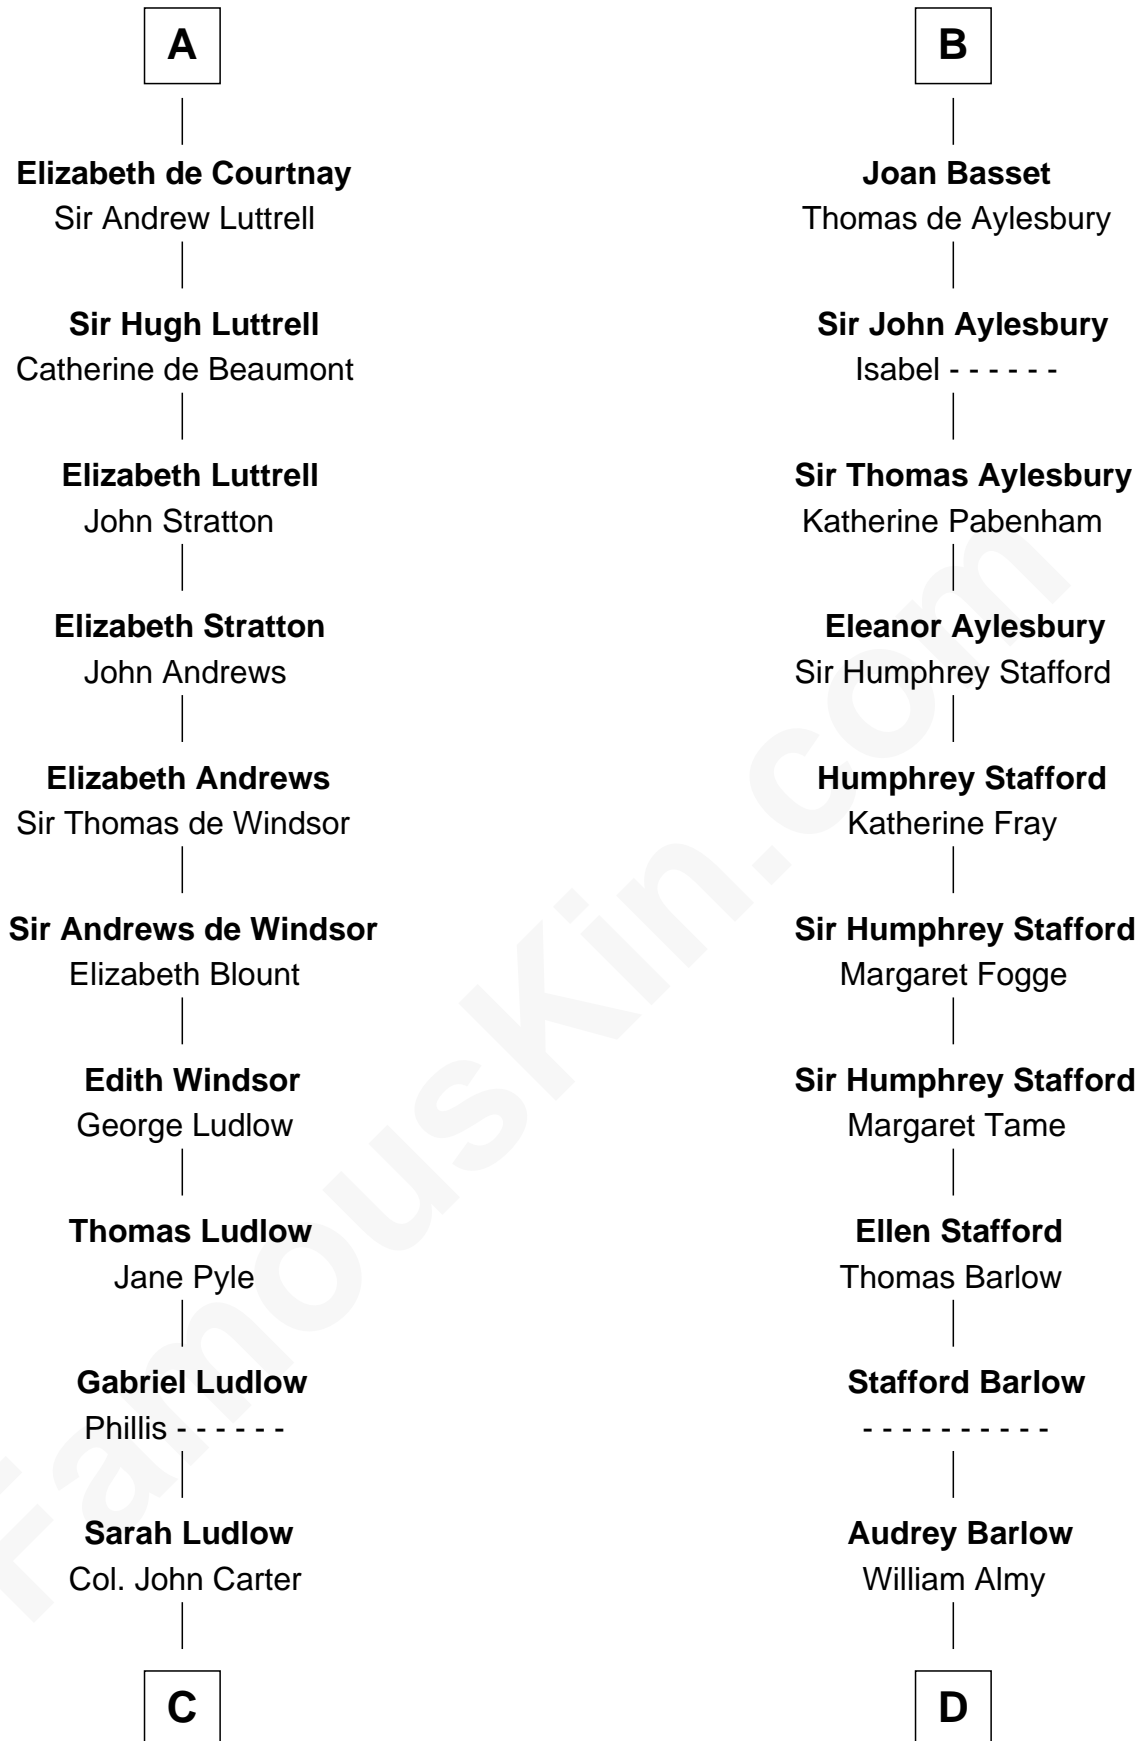 A
Elizabeth de Courtnay
Sir Andrew Luttrell
Sir Hugh Luttrell
Catherine de Beaumont
Elizabeth Luttrell
John Stratton
Elizabeth Stratton
John Andrews
Elizabeth Andrews
Sir Thomas de Windsor
Sir Andrews de Windsor
Elizabeth Blount
Edith Windsor
George Ludlow
Thomas Ludlow
Jane Pyle
Gabriel Ludlow
Phillis - - - - - -
Sarah Ludlow
Col. John Carter
C
B
Joan Basset
Thomas de Aylesbury
Sir John Aylesbury
Isabel - - - - - -
Sir Thomas Aylesbury
Katherine Pabenham
Eleanor Aylesbury
Sir Humphrey Stafford
Humphrey Stafford
Katherine Fray
Sir Humphrey Stafford
Margaret Fogge
Sir Humphrey Stafford
Margaret Tame
Ellen Stafford
Thomas Barlow
Stafford Barlow
- - - - - - - - - -
Audrey Barlow
William Almy
D
FamousKin.com